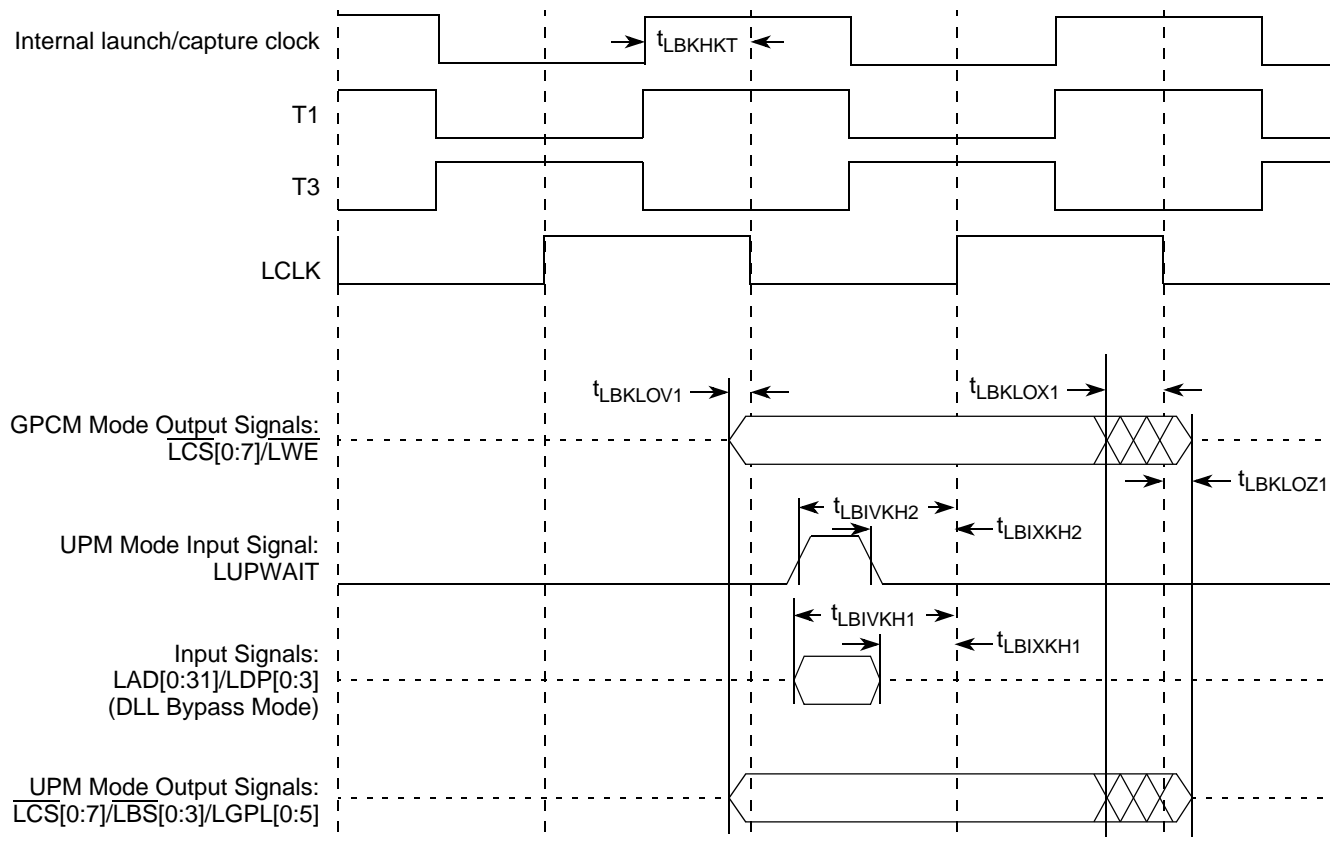 Internal launch/capture clock
tLBKHKT
T1
T3
LCLK
tLBKLOV1
tLBKLOX1
GPCM Mode Output Signals:
LCS[0:7]/LWE
tLBKLOZ1
tLBIVKH2
tLBIXKH2
UPM Mode Input Signal:
LUPWAIT
tLBIVKH1
tLBIXKH1
Input Signals:
LAD[0:31]/LDP[0:3]
(DLL Bypass Mode)
UPM Mode Output Signals:
LCS[0:7]/LBS[0:3]/LGPL[0:5]